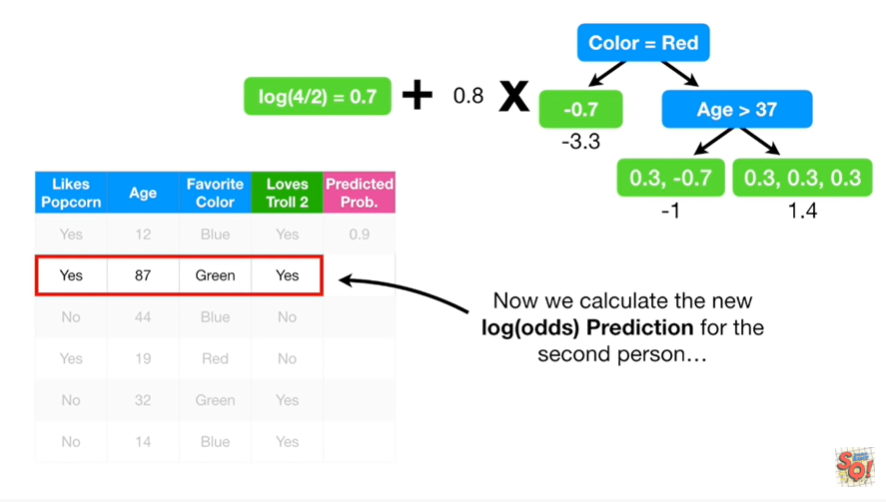 Color = Red
log(4/2) = 0.7 + 0.8 X -0.7 Age > 37
-3.3
0.3, -0.7 0.3, 0.3, 0.3
-1 1.4
Likes Popcorn Age Favorite Color Loves Troll 2 Predicted Prob.
Yes 12 Blue Yes 0.9
Yes 87 Green Yes
No 44 Blue No
Yes 19 Red No
No 32 Green Yes
No 14 Blue Yes
Now we calculate the new
log(odds) Prediction for the
second person...
SQ!